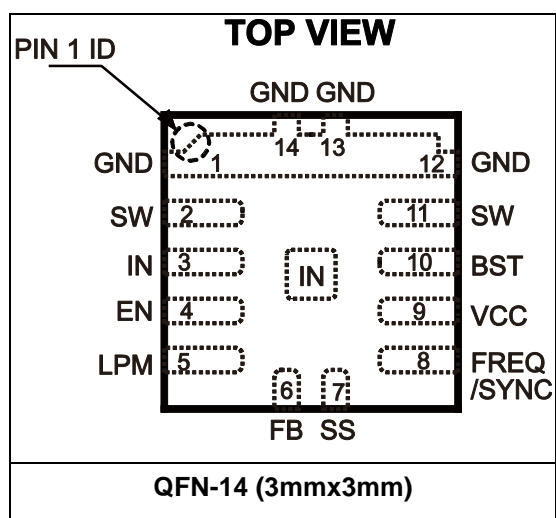 TOP VIEW
PIN 1 ID
GND GND
14 13
GND 1 12 GND
SW 2 11 SW
IN 3 IN 10 BST
EN 4 9 VCC
LPM 5 8 FREQ
/SYNC
6 7
FB SS
QFN-14 (3mmx3mm)